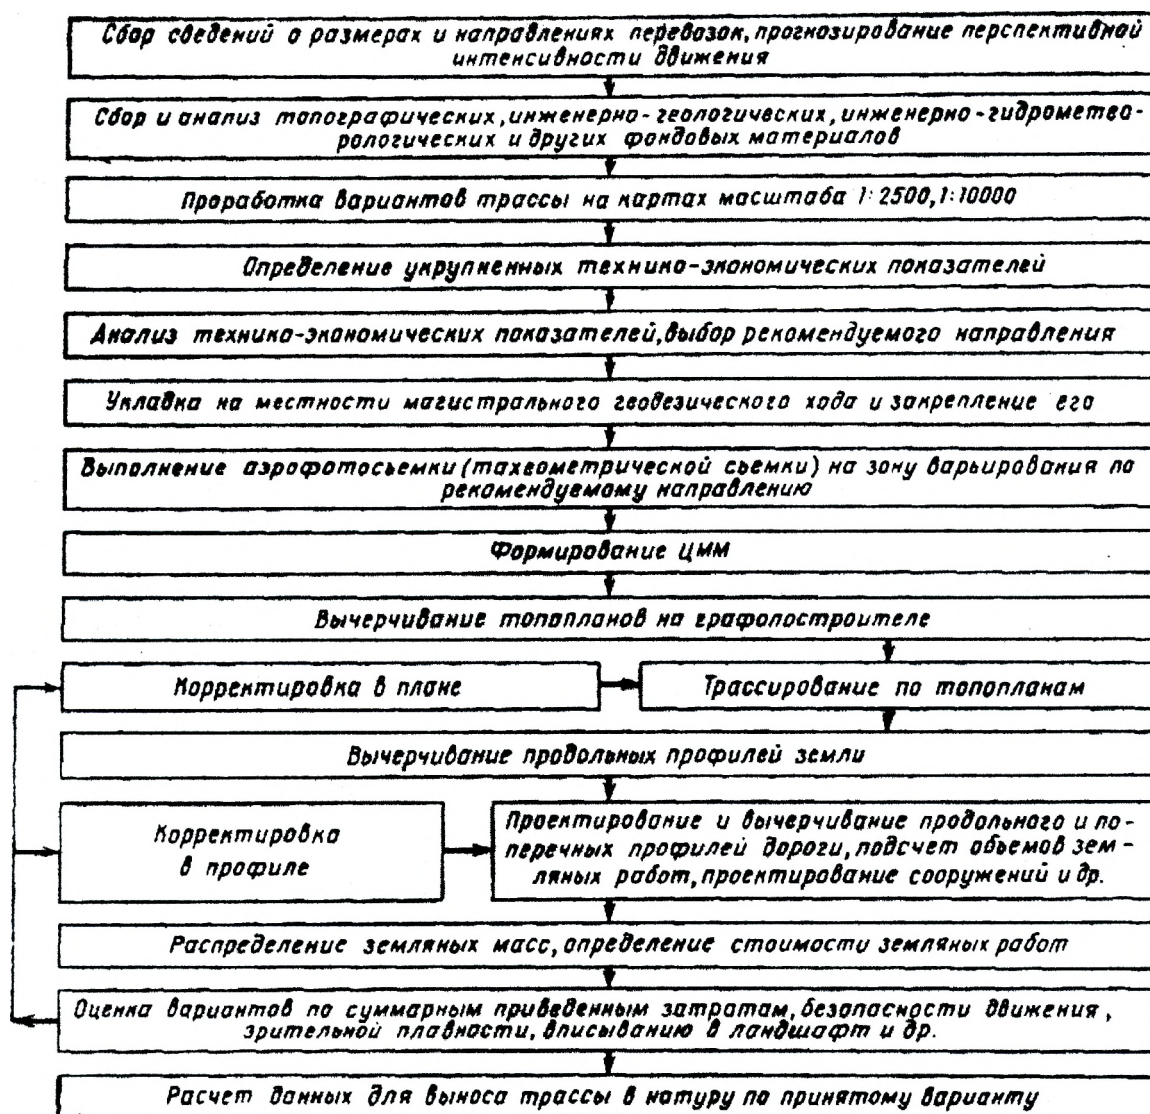 Сбор сведений о размерах и направлениях перевозок, прогнозирование перспективной
интенсивности движения
Сбор и анализ топографических, инженерно-геологических, инженерно-гидрометео-
рологических и других фондовых материалов
Проработка вариантов трассы на картах масштаба 1:2500, 1:10000
Определение укрупненных технико-экономических показателей
Анализ технико-экономических показателей, выбор рекомендуемого направления
Укладка на местности магистрального геодезического хода и закрепление его
Выполнение аэрофотосъемки (тахеометрической съемки) на зону варьирования по
рекомендуемому направлению
Формирование ЦММ
Вычерчивание топопланов на графопостроителе
Корректировка в плане
Трассирование по топопланам
Вычерчивание продольных профилей земли
Корректировка
в профиле
Проектирование и вычерчивание продольного и по-
перечных профилей дороги, подсчет объемов зем-
ляных работ, проектирование сооружений и др.
Распределение земляных масс, определение стоимости земляных работ
Оценка вариантов по суммарным приведенным затратам, безопасности движения,
зрительной плавности, вписыванию в ландшафт и др.
Расчет данных для выноса трассы в натуру по принятому варианту